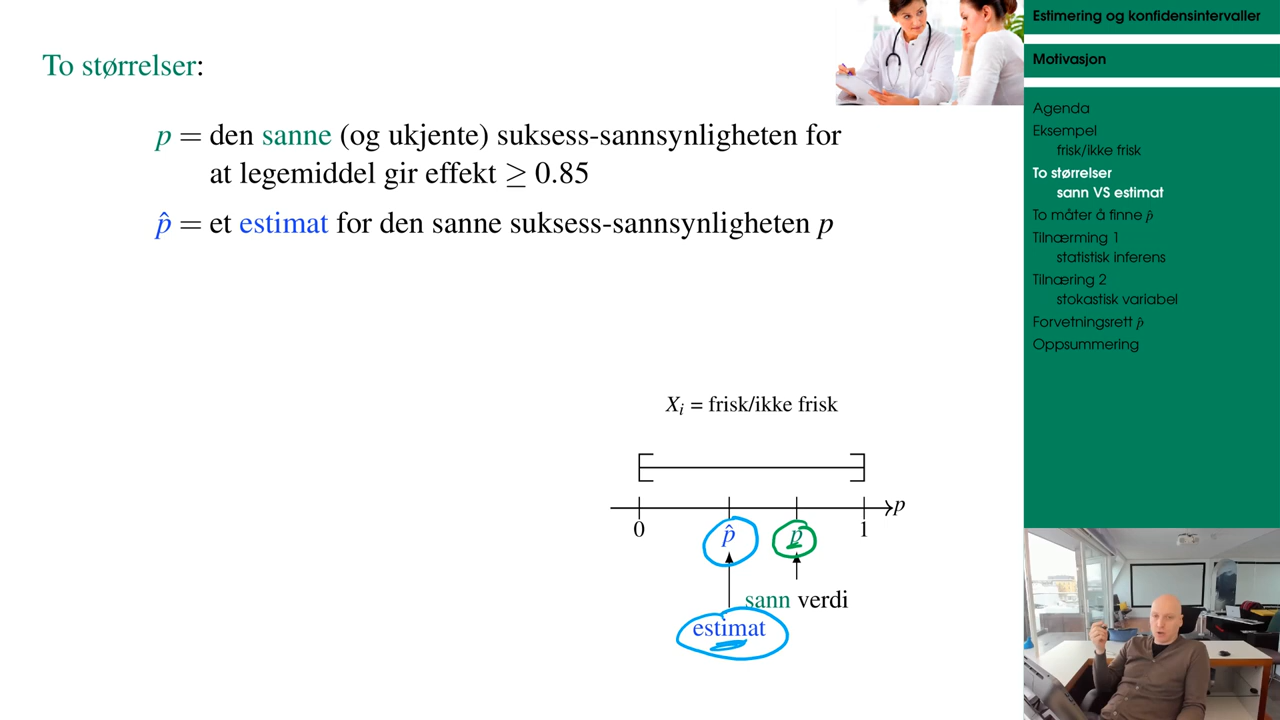 To størrelser:
p = den sanne (og ukjente) suksess-sannsynligheten for
at legemiddel gir effekt ≥ 0.85
p̂ = et estimat for den sanne suksess-sannsynligheten p
X_i = frisk/ikke frisk
p
0
p̂
p
1
sann verdi
estimat
Estimering og konfidensintervaller
Motivasjon
Agenda
Eksempel
frisk/ikke frisk
To størrelser
sann VS estimat
To måter å finne p̂
Tilnærming 1
statistisk inferens
Tilnæring 2
stokastisk variabel
Forvetningsrett p̂
Oppsummering